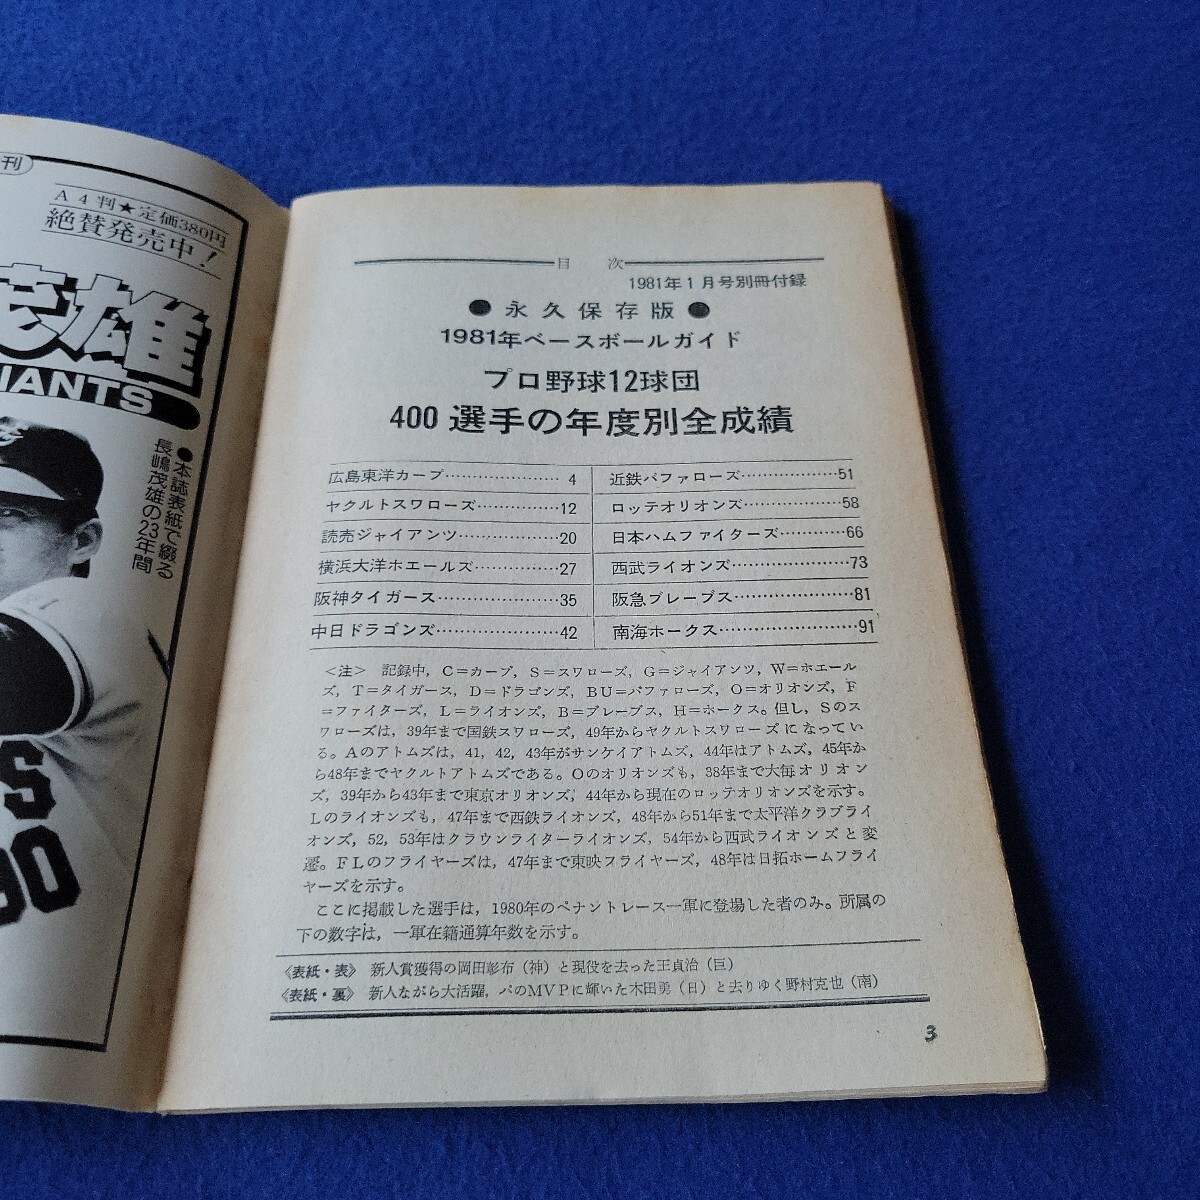 刊
A4判★定価380円
絶賛発売中！
茂雄
IANTS
●本誌表紙で綴る
長嶋茂雄の23年間
S
90
目 次
1981年1月号別冊付録
●永久保存版●
1981年ベースボールガイド
プロ野球12球団
400 選手の年度別全成績
広島東洋カープ…………………… 4
ヤクルトスワローズ……………12
読売ジャイアンツ………………20
横浜大洋ホエールズ……………27
阪神タイガース…………………35
中日ドラゴンズ…………………42
近鉄バファローズ………………51
ロッテオリオンズ………………58
日本ハムファイターズ…………66
西武ライオンズ…………………73
阪急ブレーブス…………………81
南海ホークス……………………91
＜注＞ 記録中，C＝カープ，S＝スワローズ，G＝ジャイアンツ，W＝ホエール
ズ，T＝タイガース，D＝ドラゴンズ，BU＝バファローズ，O＝オリオンズ，F
＝ファイターズ，L＝ライオンズ，B＝ブレーブス，H＝ホークス。但し，Sのス
ワローズは，39年まで国鉄スワローズ，49年からヤクルトスワローズになってい
る。Aのアトムズは，41，42，43年がサンケイアトムズ，44年はアトムズ，45年か
ら48年までヤクルトアトムズである。Oのオリオンズも，38年まで大毎オリオン
ズ，39年から43年まで東京オリオンズ，44年から現在のロッテオリオンズを示す。
Lのライオンズも，47年まで西鉄ライオンズ，48年から51年まで太平洋クラブライ
オンズ，52，53年はクラウンライターライオンズ，54年から西武ライオンズと変
遷。FLのフライヤーズは，47年まで東映フライヤーズ，48年は日拓ホームフライ
ヤーズを示す。
ここに掲載した選手は，1980年のペナントレース一軍に登場した者のみ。所属の
下の数字は，一軍在籍通算年数を示す。
《表紙・表》 新人賞獲得の岡田彰布（神）と現役を去った王貞治（巨）
《表紙・裏》 新人ながら大活躍，パのMVPに輝いた木田勇（日）と去りゆく野村克也（南）
3